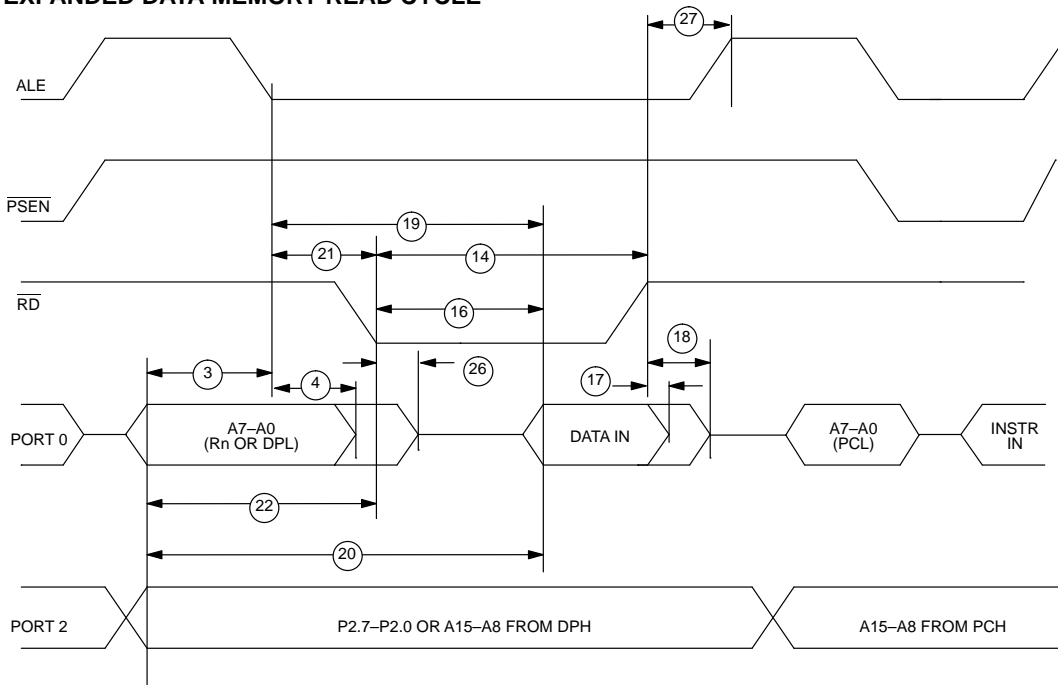 EXPANDED DATA MEMORY READ CYCLE
27
ALE
PSEN
19
21
14
RD
16
18
3
4
26
17
PORT 0
A7–A0
(Rn OR DPL)
DATA IN
A7–A0
(PCL)
INSTR
IN
22
20
PORT 2
P2.7–P2.0 OR A15–A8 FROM DPH
A15–A8 FROM PCH